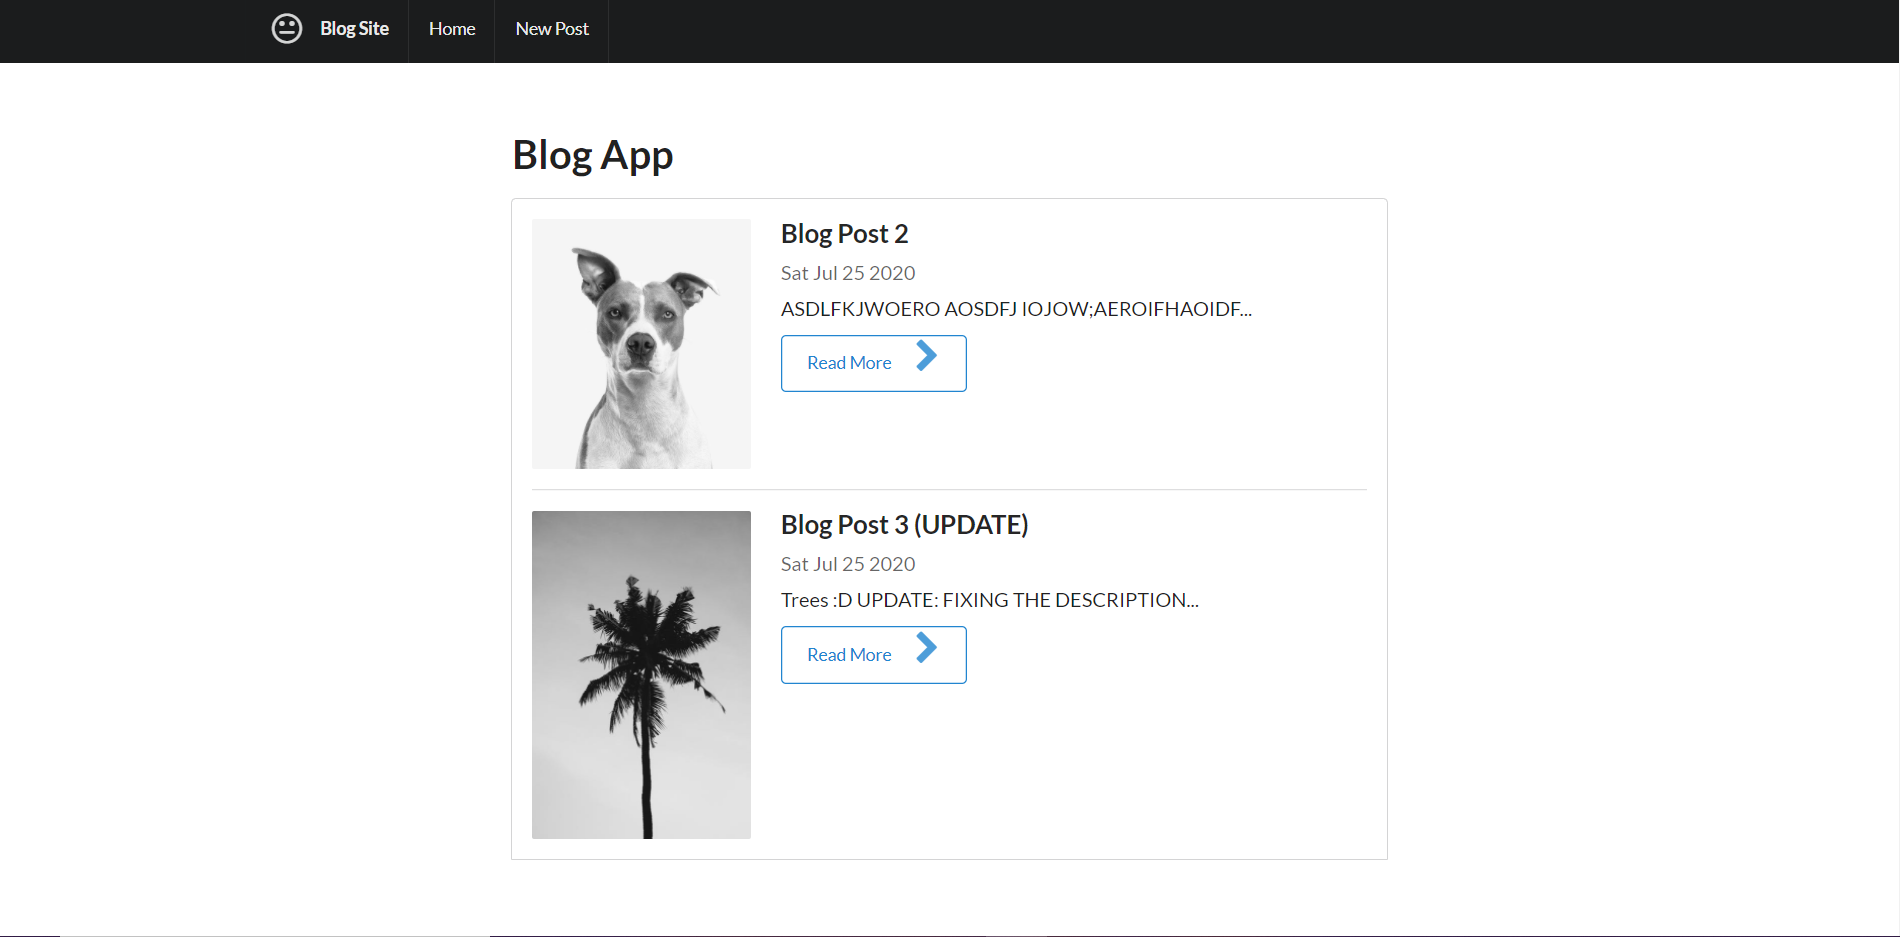 Blog Site Home New Post
Blog App
Blog Post 2
Sat Jul 25 2020
ASDLFKJWOERO AOSDFJ IOJOW;AEROIFHAOIDF...
Read More
Blog Post 3 (UPDATE)
Sat Jul 25 2020
Trees :D UPDATE: FIXING THE DESCRIPTION...
Read More